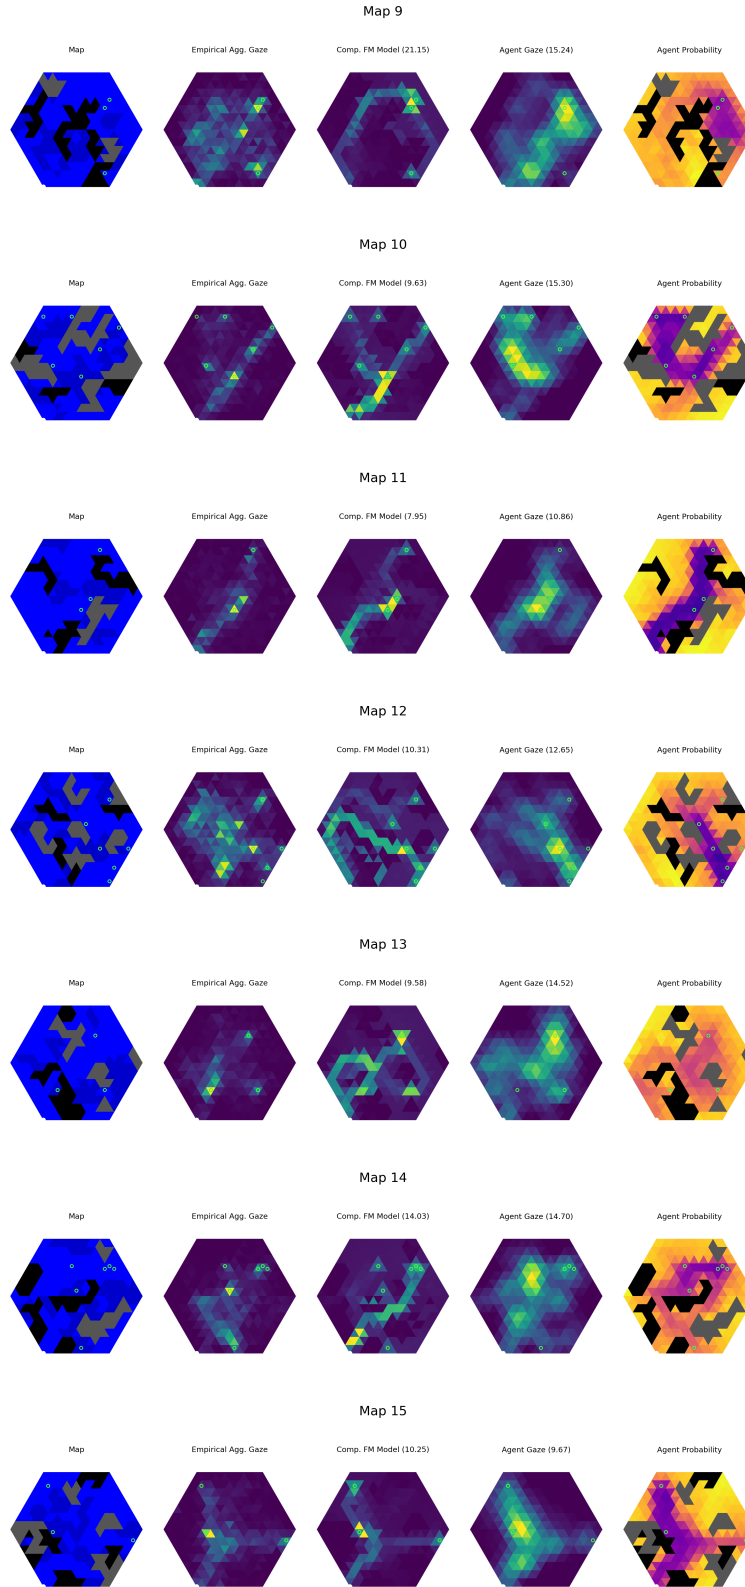 Map 9
Map Empirical Agg. Gaze Comp. FM Model (21.15) Agent Gaze (15.24) Agent Probability
Map 10
Map Empirical Agg. Gaze Comp. FM Model (9.63) Agent Gaze (15.30) Agent Probability
Map 11
Map Empirical Agg. Gaze Comp. FM Model (7.95) Agent Gaze (10.86) Agent Probability
Map 12
Map Empirical Agg. Gaze Comp. FM Model (10.31) Agent Gaze (12.65) Agent Probability
Map 13
Map Empirical Agg. Gaze Comp. FM Model (9.58) Agent Gaze (14.52) Agent Probability
Map 14
Map Empirical Agg. Gaze Comp. FM Model (14.03) Agent Gaze (14.70) Agent Probability
Map 15
Map Empirical Agg. Gaze Comp. FM Model (10.25) Agent Gaze (9.67) Agent Probability